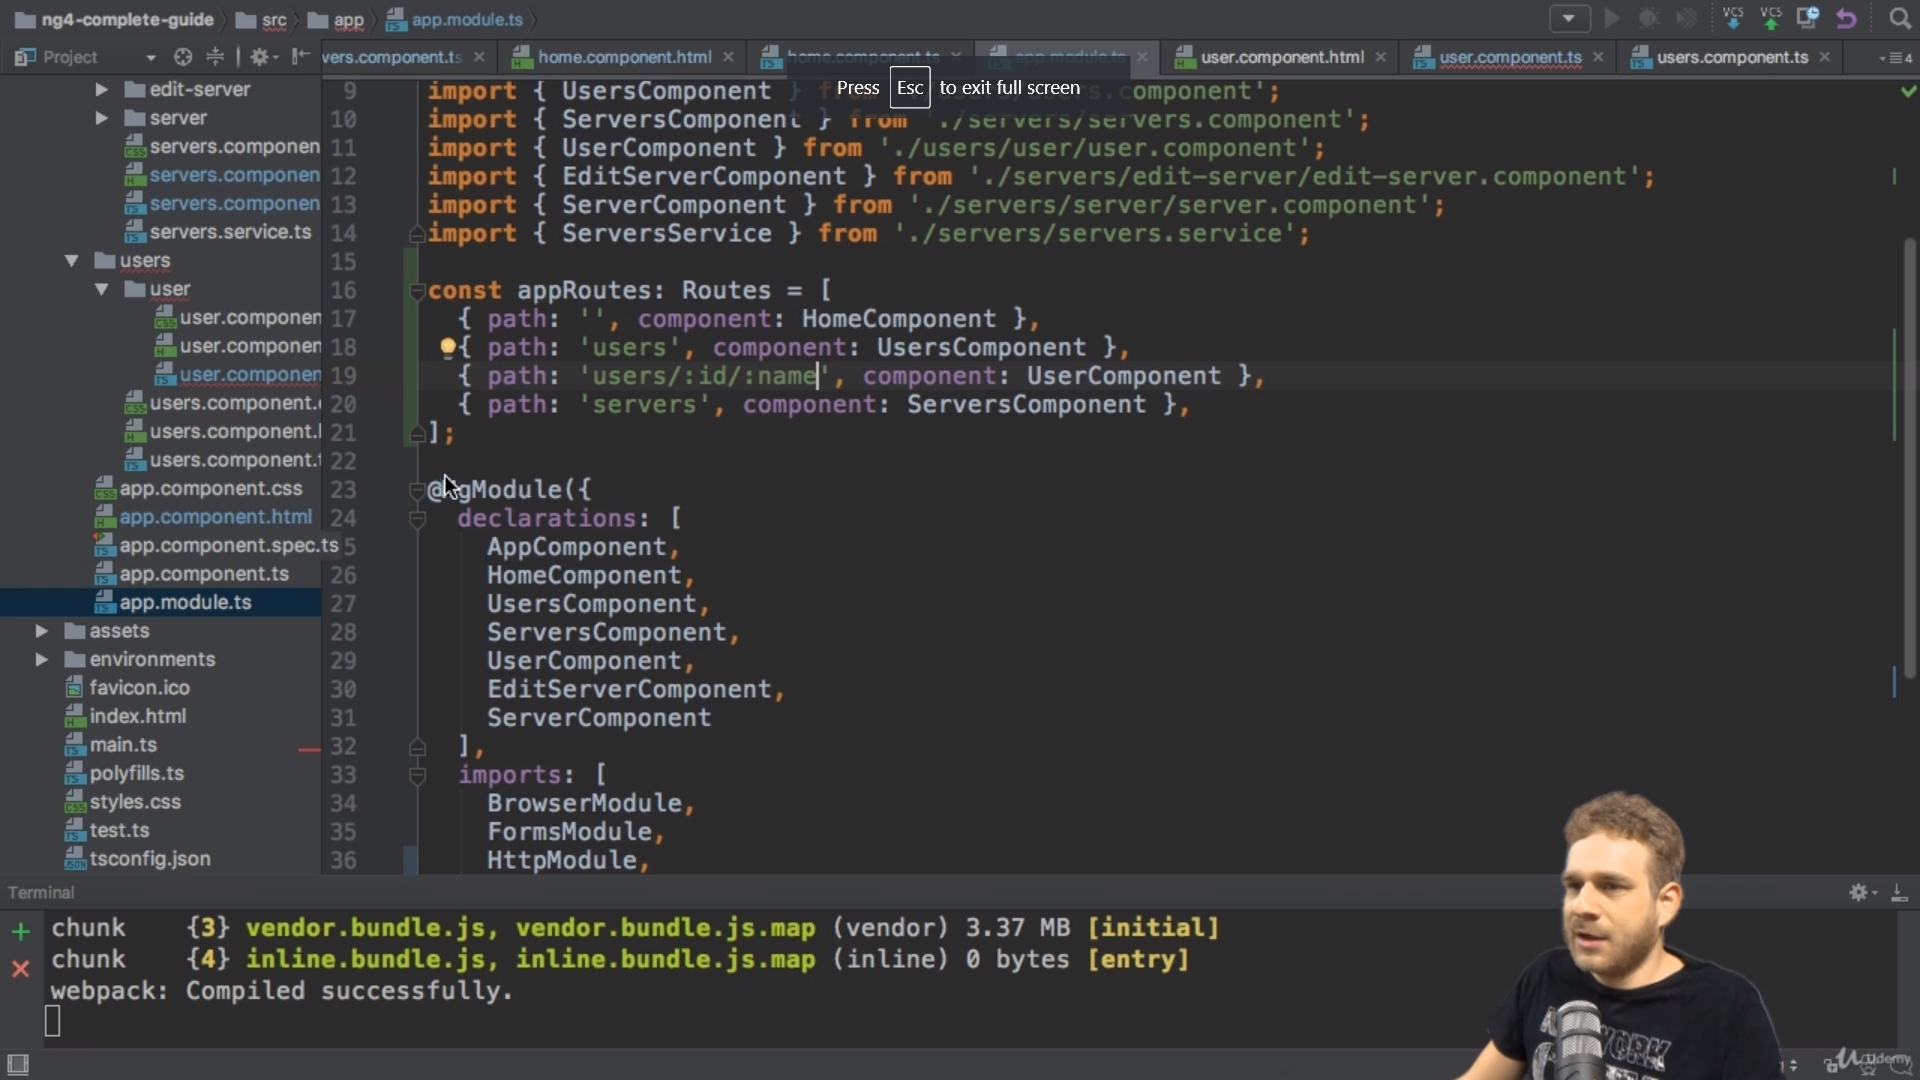 ng4-complete-guide src app app.module.ts
VCS VCS
Project
vers.component.ts home.component.html home.component.ts app.module.ts user.component.html user.component.ts users.component.ts 4
Press Esc to exit full screen
edit-server
server
servers.componen
servers.componen
servers.componen
servers.service.ts
users
user
user.componen
user.componen
user.componen
users.component.
users.component.
users.component.t
app.component.css
app.component.html
app.component.spec.ts
app.component.ts
app.module.ts
assets
environments
favicon.ico
index.html
main.ts
polyfills.ts
styles.css
test.ts
tsconfig.json
9 import { UsersComponent } from './users/users.component';
10 import { ServersComponent } from './servers/servers.component';
11 import { UserComponent } from './users/user/user.component';
12 import { EditServerComponent } from './servers/edit-server/edit-server.component';
13 import { ServerComponent } from './servers/server/server.component';
14 import { ServersService } from './servers/servers.service';
15
16 const appRoutes: Routes = [
17 { path: '', component: HomeComponent },
18 { path: 'users', component: UsersComponent },
19 { path: 'users/:id/:name', component: UserComponent },
20 { path: 'servers', component: ServersComponent },
21 ];
22
23 @NgModule({
24 declarations: [
5 AppComponent,
26 HomeComponent,
27 UsersComponent,
28 ServersComponent,
29 UserComponent,
30 EditServerComponent,
31 ServerComponent
32 ],
33 imports: [
34 BrowserModule,
35 FormsModule,
36 HttpModule,
Terminal
chunk {3} vendor.bundle.js, vendor.bundle.js.map (vendor) 3.37 MB [initial]
chunk {4} inline.bundle.js, inline.bundle.js.map (inline) 0 bytes [entry]
webpack: Compiled successfully.
Udemy